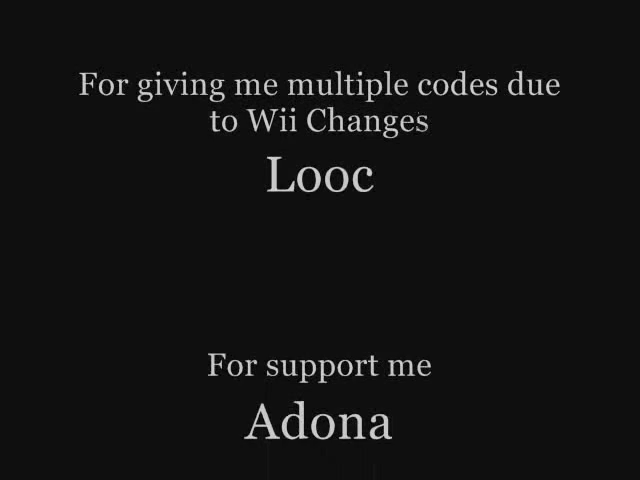 For giving me multiple codes due
to Wii Changes
Looc
For support me
Adona